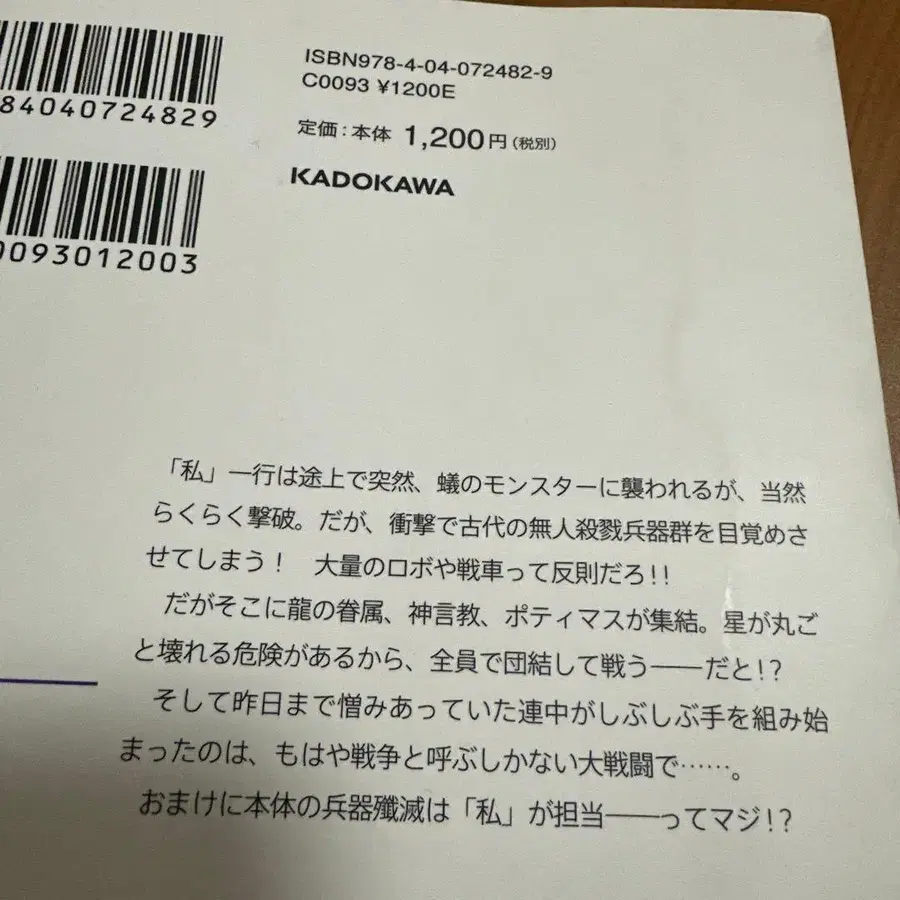 84040724829
0093012003
ISBN978-4-04-072482-9
C0093 ¥1200E
定価:本体 1,200円(税別)
KADOKAWA
「私」一行は途上で突然、蟻のモンスターに襲われるが、当然
らくらく撃破。だが、衝撃で古代の無人殺戮兵器群を目覚めさ
せてしまう! 大量のロボや戦車って反則だろ!!
だがそこに龍の眷属、神言教、ポティマスが集結。星が丸ご
と壊れる危険があるから、全員で団結して戦う――だと!?
そして昨日まで憎みあっていた連中がしぶしぶ手を組み始
まったのは、もはや戦争と呼ぶしかない大戦闘で……。
おまけに本体の兵器殲滅は「私」が担当――ってマジ!?